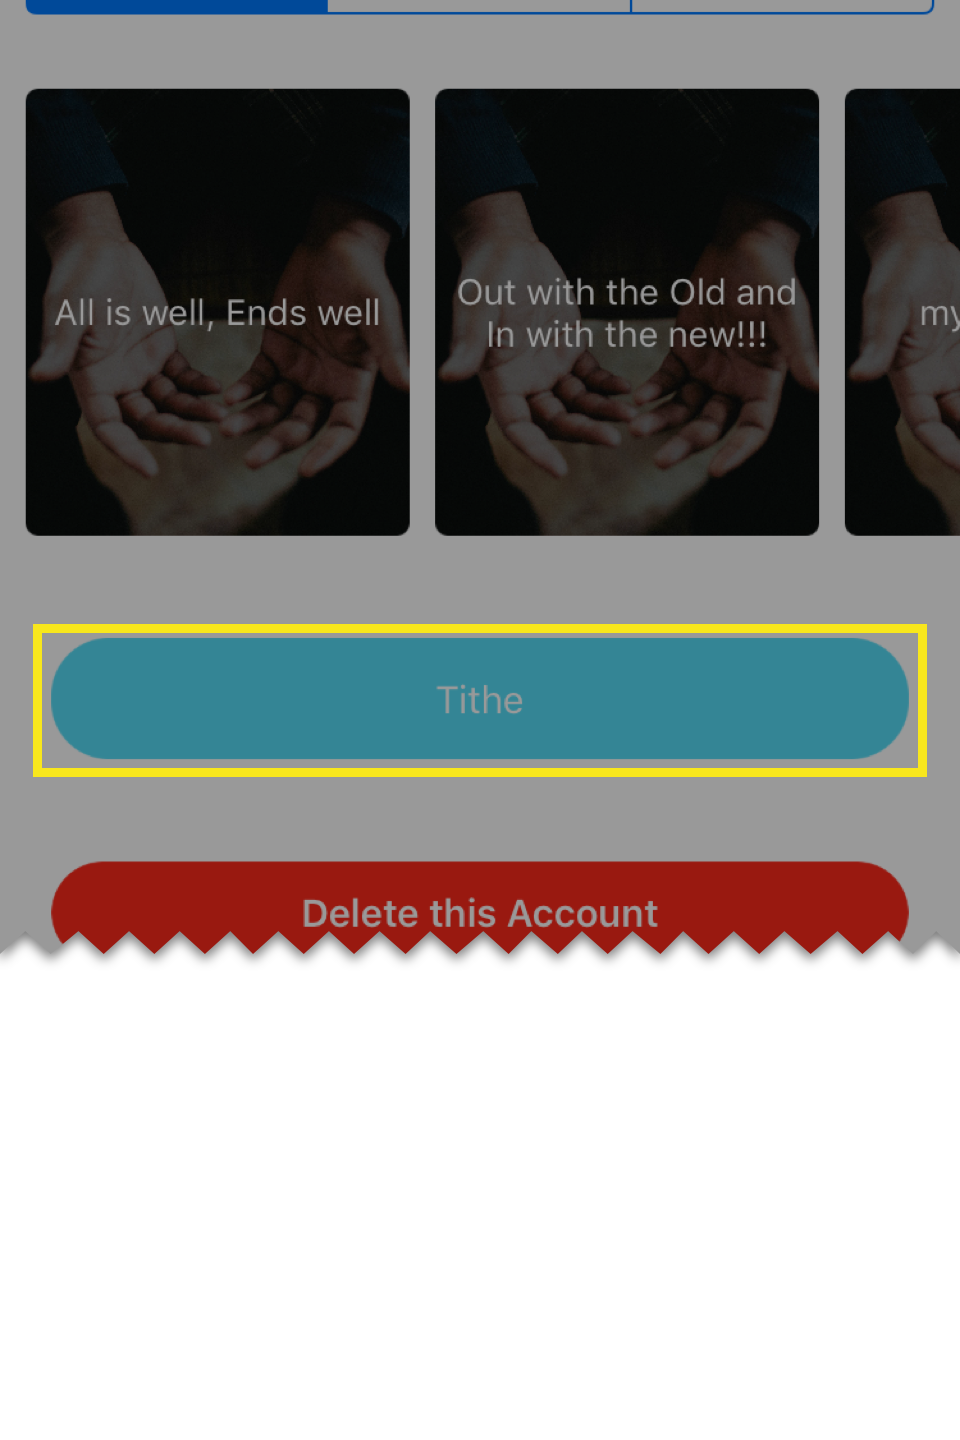 All is well, Ends well
Out with the Old and
In with the new!!!
my
Tithe
Delete this Account